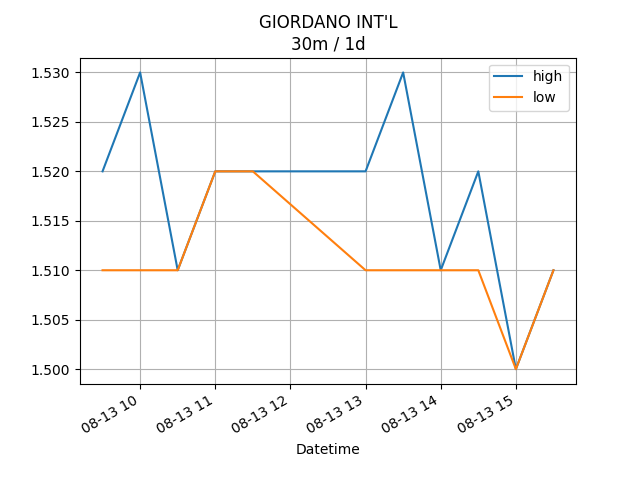 GIORDANO INT'L
30m / 1d
high
low
1.530
1.525
1.520
1.515
1.510
1.505
1.500
08-13 10
08-13 11
08-13 12
08-13 13
08-13 14
08-13 15
Datetime